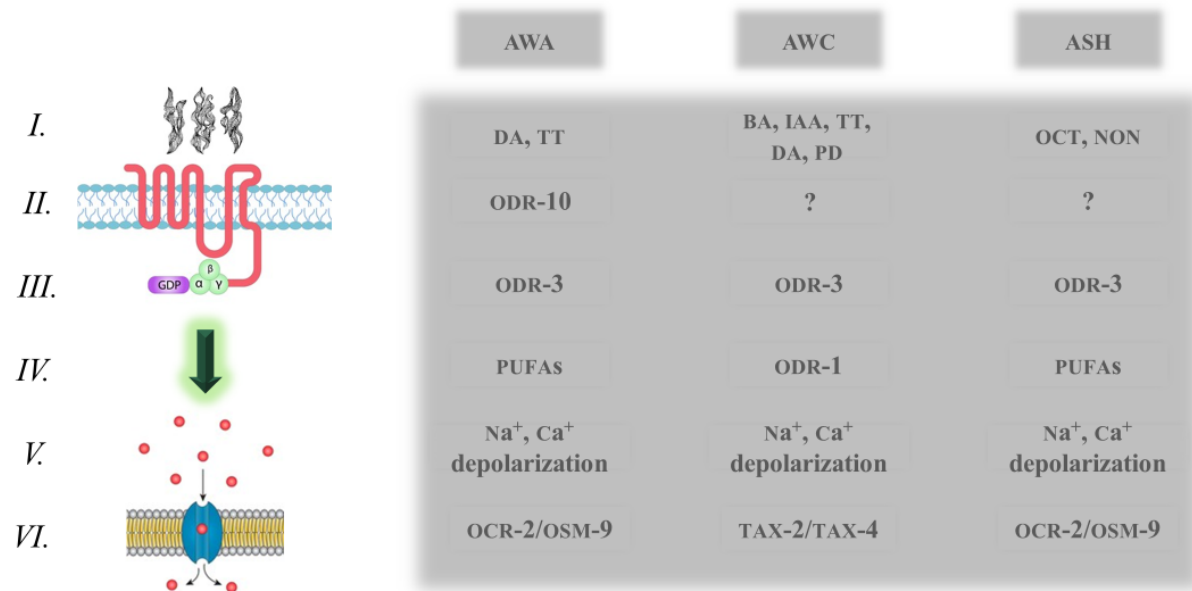 AWA AWC ASH
I. DA, TT BA, IAA, TT, DA, PD OCT, NON
II. ODR-10 ? ?
III. GDP α β γ ODR-3 ODR-3 ODR-3
IV. PUFAs ODR-1 PUFAs
V. Na⁺, Ca⁺ depolarization Na⁺, Ca⁺ depolarization Na⁺, Ca⁺ depolarization
VI. OCR-2/OSM-9 TAX-2/TAX-4 OCR-2/OSM-9